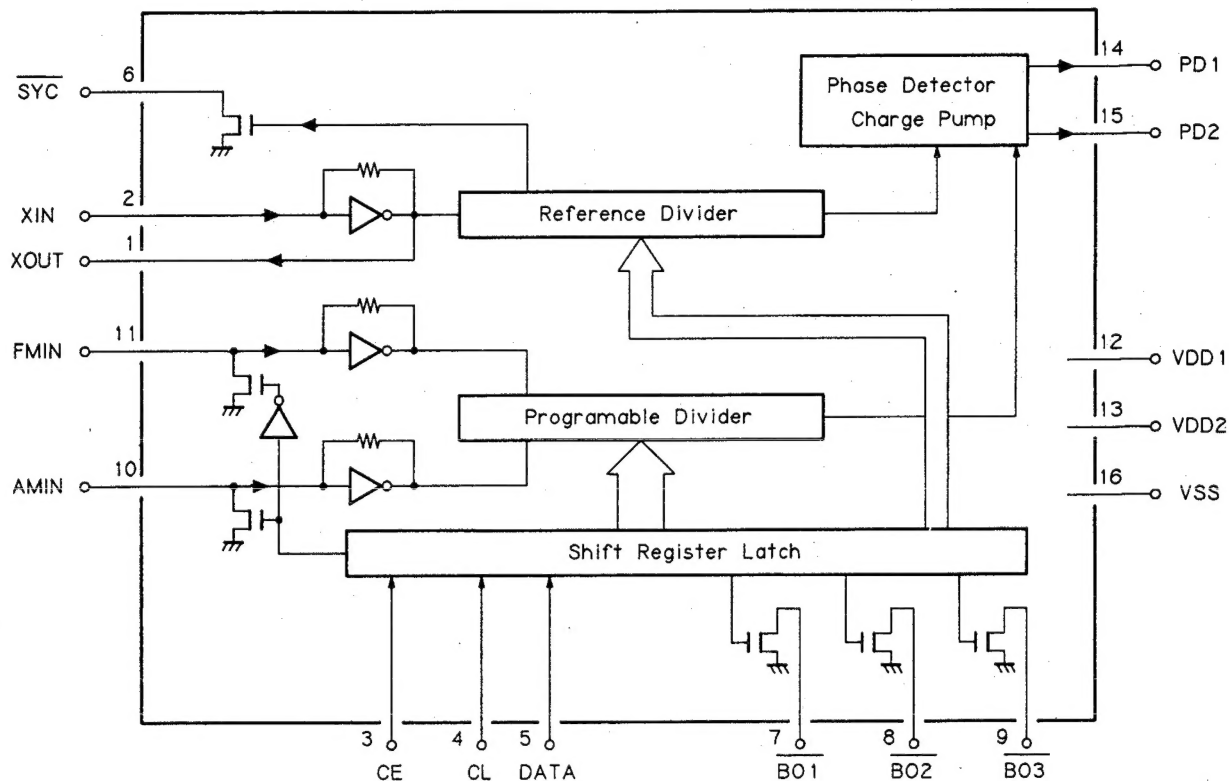 14
PD1
6
SYC
Phase Detector
Charge Pump
15
PD2
2
XIN
Reference Divider
1
XOUT
11
FMIN
12
VDD1
Programable Divider
13
VDD2
10
AMIN
16
VSS
Shift Register Latch
3
4
5
7
8
9
CE
CL
DATA
BO1
BO2
BO3